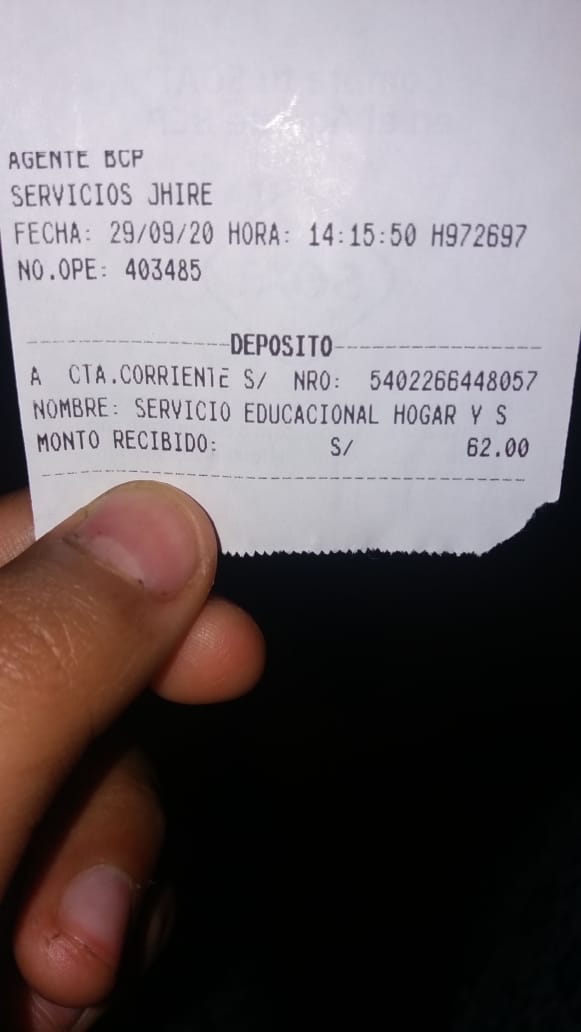 AGENTE BCP
SERVICIOS JHIRE
FECHA: 29/09/20 HORA: 14:15:50 H972697
NO.OPE: 403485
DEPOSITO
A CTA.CORRIENTE S/ NRO: 5402266448057
NOMBRE: SERVICIO EDUCACIONAL HOGAR Y S
MONTO RECIBIDO: S/ 62.00